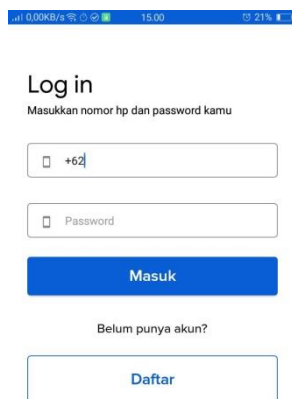 0,00KB/s 15.00 21%
Log in
Masukkan nomor hp dan password kamu
+62
Password
Masuk
Belum punya akun?
Daftar